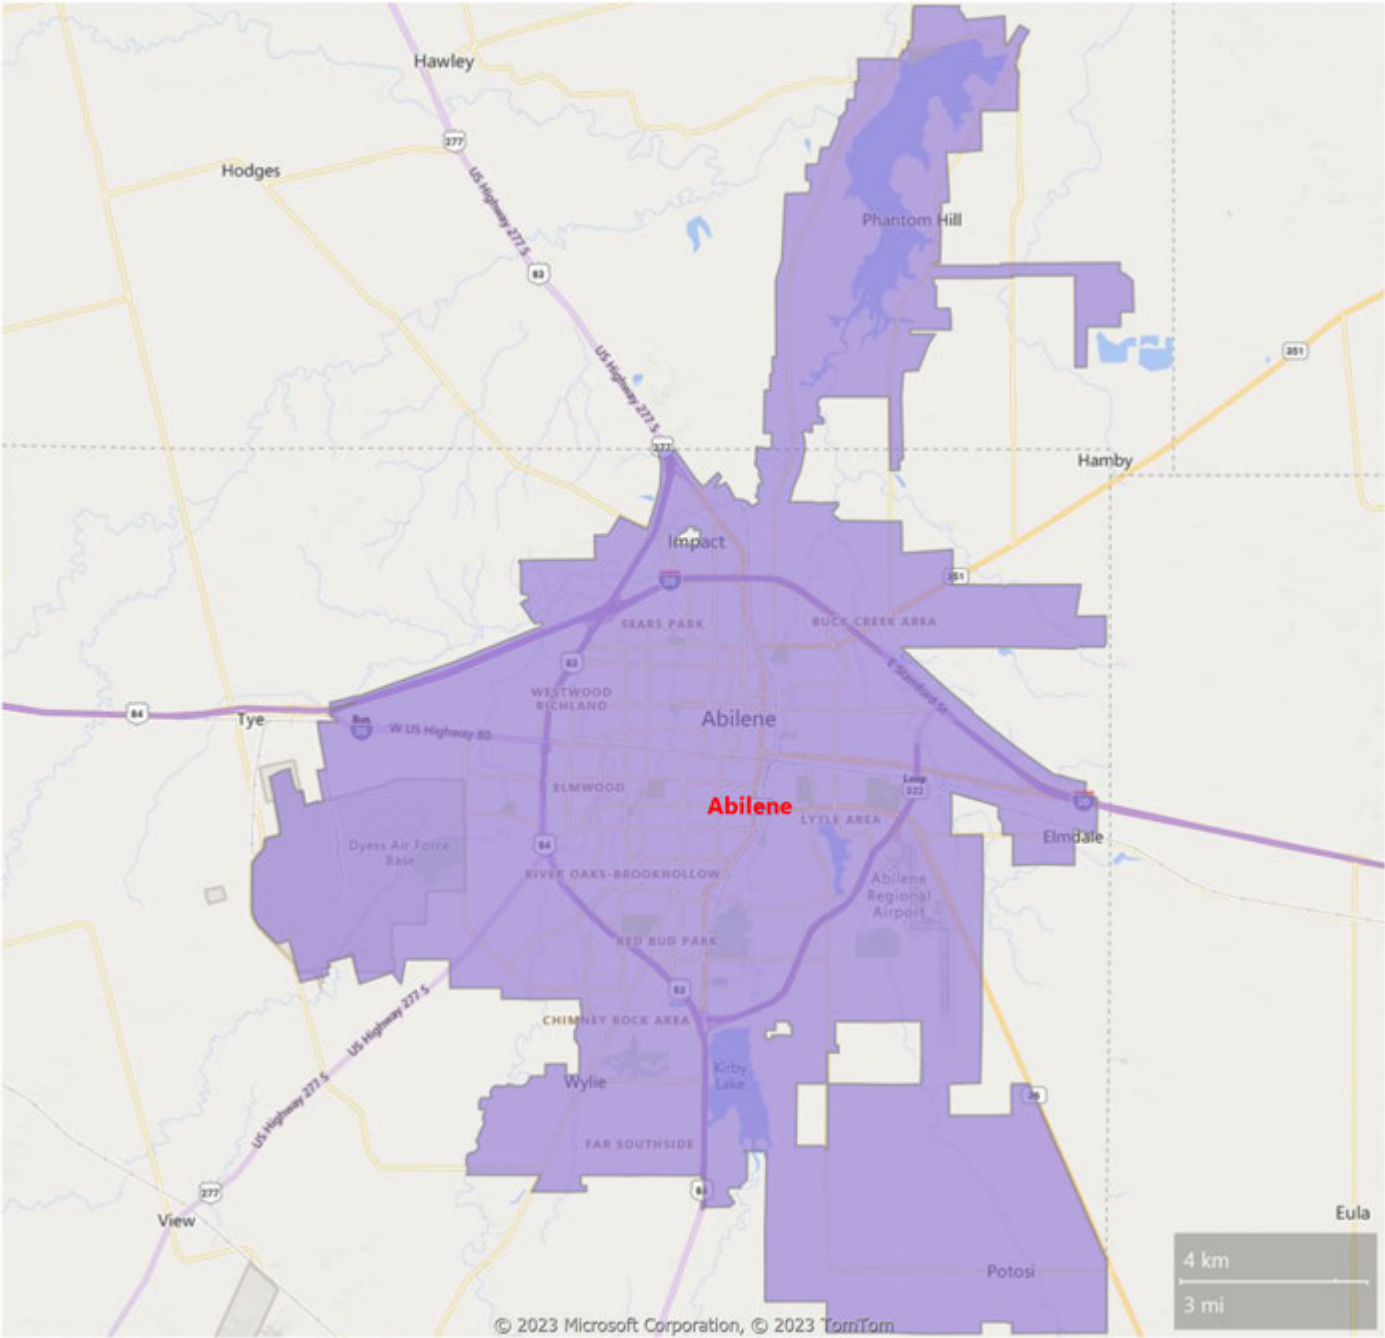 Hawley
277
Hodges
US Highway 277 S
Phantom Hill
83
351
US Highway 277 S
277
Hamby
Impact
351
20
SEARS PARK
BUCK CREEK AREA
83
E Stamford St
WESTWOOD
RICHLAND
84
Tye
Bus
20
W US Highway 80
Abilene
ELMWOOD
Loop
322
Abilene
20
LYTLE AREA
Elmdale
84
Dyess Air Force
Base
RIVER OAKS-BROOKHOLLOW
Abilene
Regional
Airport
RED BUD PARK
83
US Highway 277 S
CHIMNEY ROCK AREA
Kirby
Lake
Wylie
36
US Highway 277 S
FAR SOUTHSIDE
277
84
View
Eula
Potosi
4 km
3 mi
© 2023 Microsoft Corporation, © 2023 TomTom